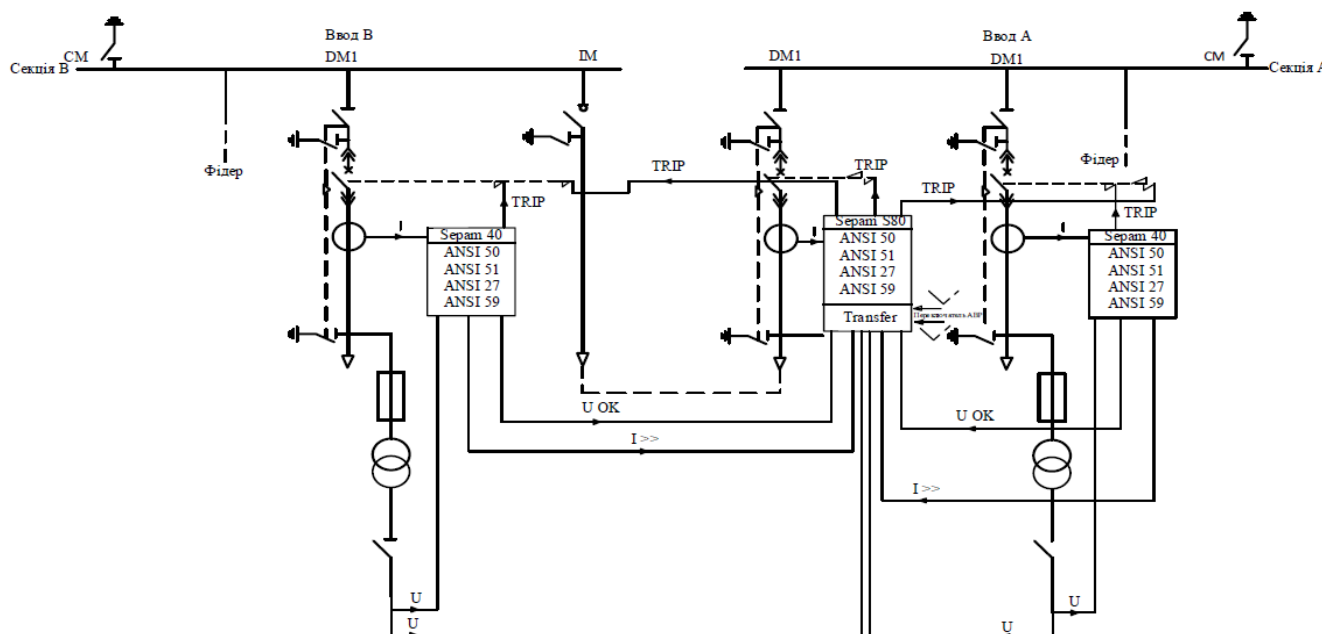 Ввод В
Ввод А
СМ
DM1
IM
DM1
DM1
СМ
Секція В
Секція А
Фідер
Фідер
TRIP
TRIP
TRIP
TRIP
TRIP
I
I
I
Sepam 40
ANSI 50
ANSI 51
ANSI 27
ANSI 59
Sepam S80
ANSI 50
ANSI 51
ANSI 27
ANSI 59
Transfer
Переключатель АВР
Sepam 40
ANSI 50
ANSI 51
ANSI 27
ANSI 59
U OK
U OK
I >>
I >>
U
U
U
U